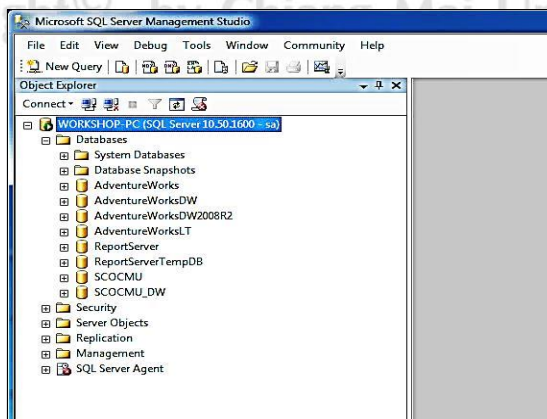 Microsoft SQL Server Management Studio
File Edit View Debug Tools Window Community Help
New Query
Object Explorer
Connect
WORKSHOP-PC (SQL Server 10.50.1600 - sa)
Databases
System Databases
Database Snapshots
AdventureWorks
AdventureWorksDW
AdventureWorksDW2008R2
AdventureWorksLT
ReportServer
ReportServerTempDB
SCOCMU
SCOCMU_DW
Security
Server Objects
Replication
Management
SQL Server Agent